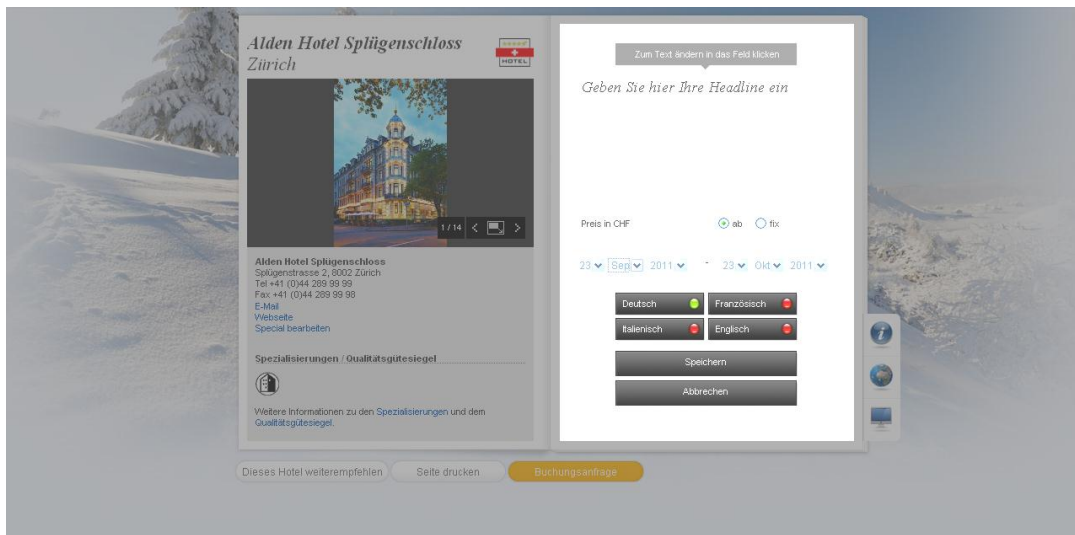 Alden Hotel Splügenschloss
Zürich
HOTEL
1 / 14
Alden Hotel Splügenschloss
Splügenstrasse 2, 8002 Zürich
Tel +41 (0)44 289 99 99
Fax +41 (0)44 289 99 98
E-Mail
Webseite
Special bearbeiten
Spezialisierungen / Qualitätsgütesiegel
Weitere Informationen zu den Spezialisierungen und dem
Qualitätsgütesiegel.
Zum Text ändern in das Feld klicken
Geben Sie hier Ihre Headline ein
Preis in CHF ab fix
23 Sep 2011 - 23 Okt 2011
Deutsch Französisch
Italienisch Englisch
Speichern
Abbrechen
Dieses Hotel weiterempfehlen Seite drucken Buchungsanfrage